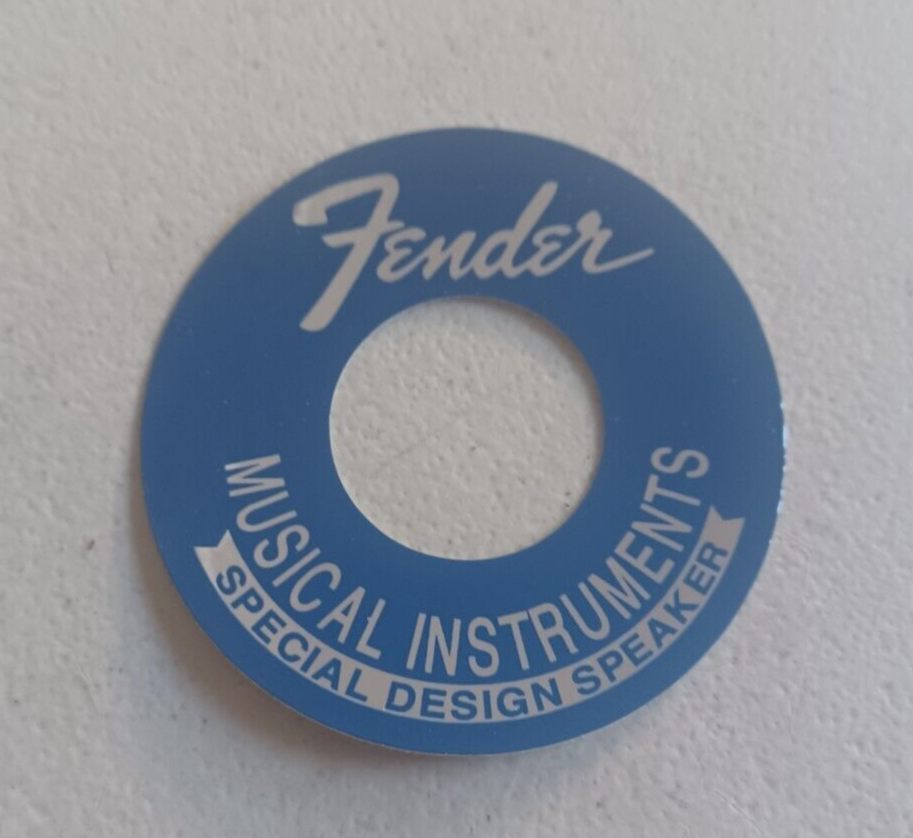 Fender
MUSICAL INSTRUMENTS
SPECIAL DESIGN SPEAKER